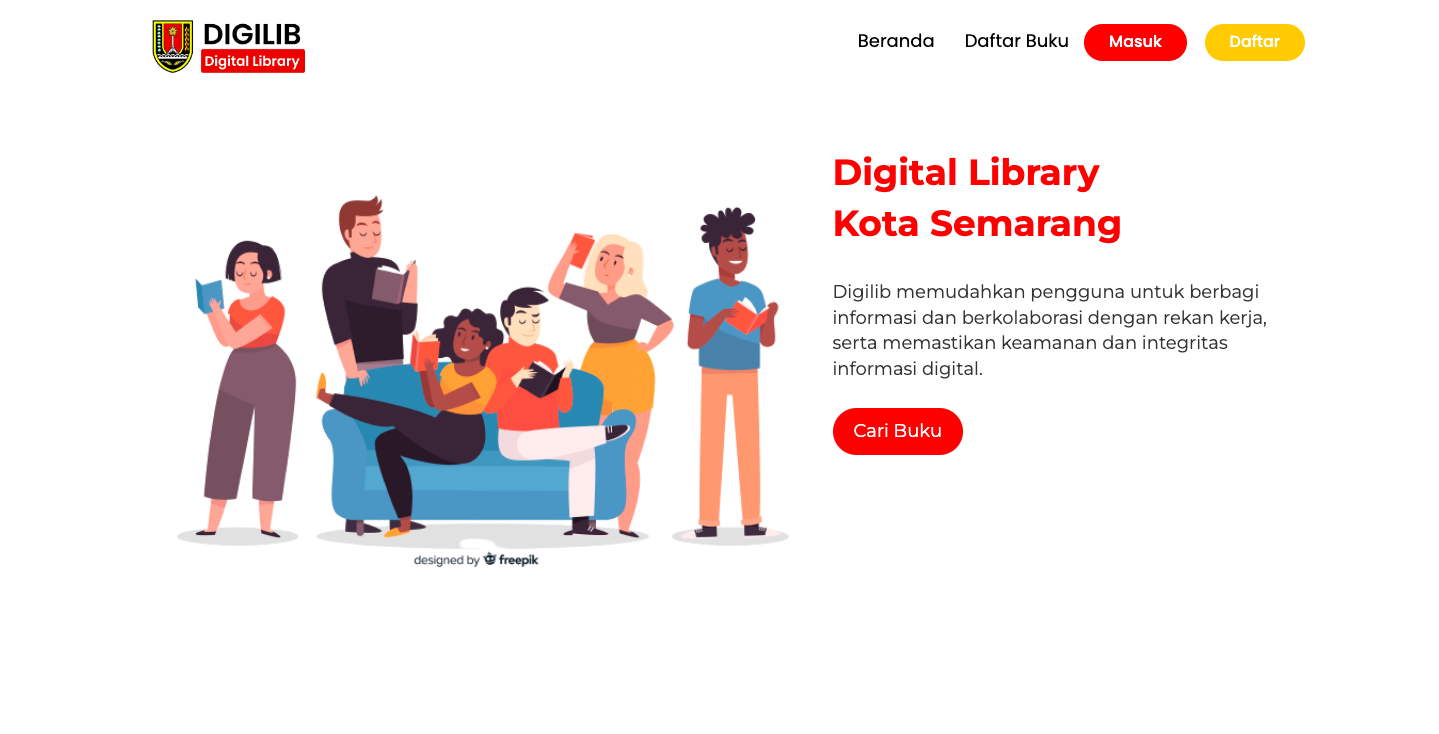 DIGILIB
Digital Library
Beranda
Daftar Buku
Masuk
Daftar
Digital Library
Kota Semarang
Digilib memudahkan pengguna untuk berbagi
informasi dan berkolaborasi dengan rekan kerja,
serta memastikan keamanan dan integritas
informasi digital.
Cari Buku
designed by freepik